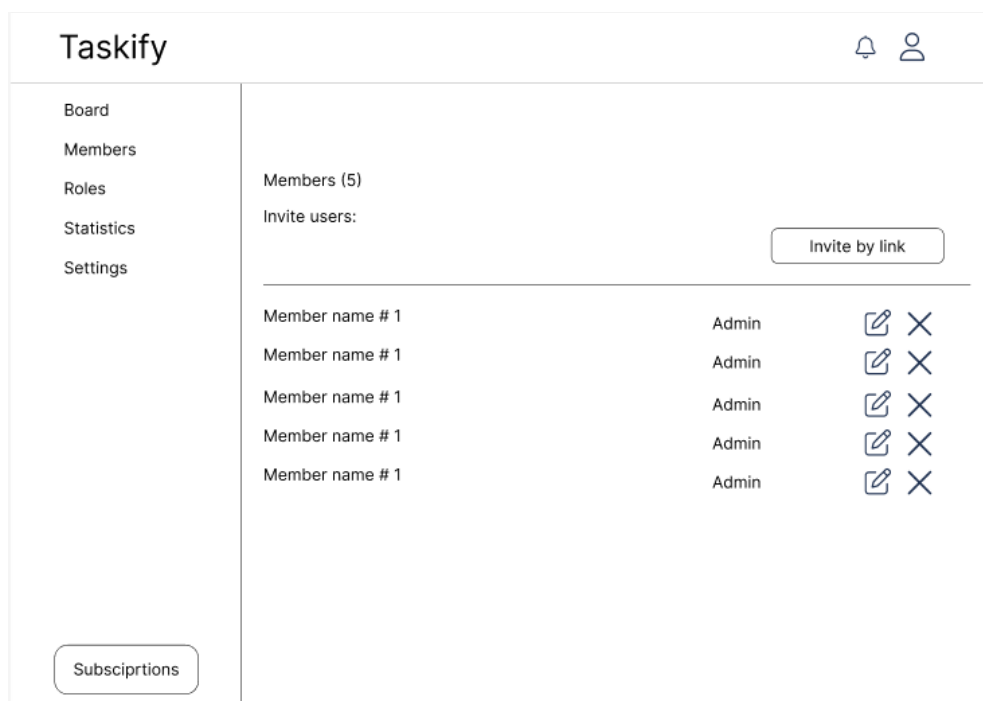 Taskify
Board
Members
Roles
Statistics
Settings
Subsciprtions
Members (5)
Invite users:
Invite by link
Member name # 1 Admin
Member name # 1 Admin
Member name # 1 Admin
Member name # 1 Admin
Member name # 1 Admin